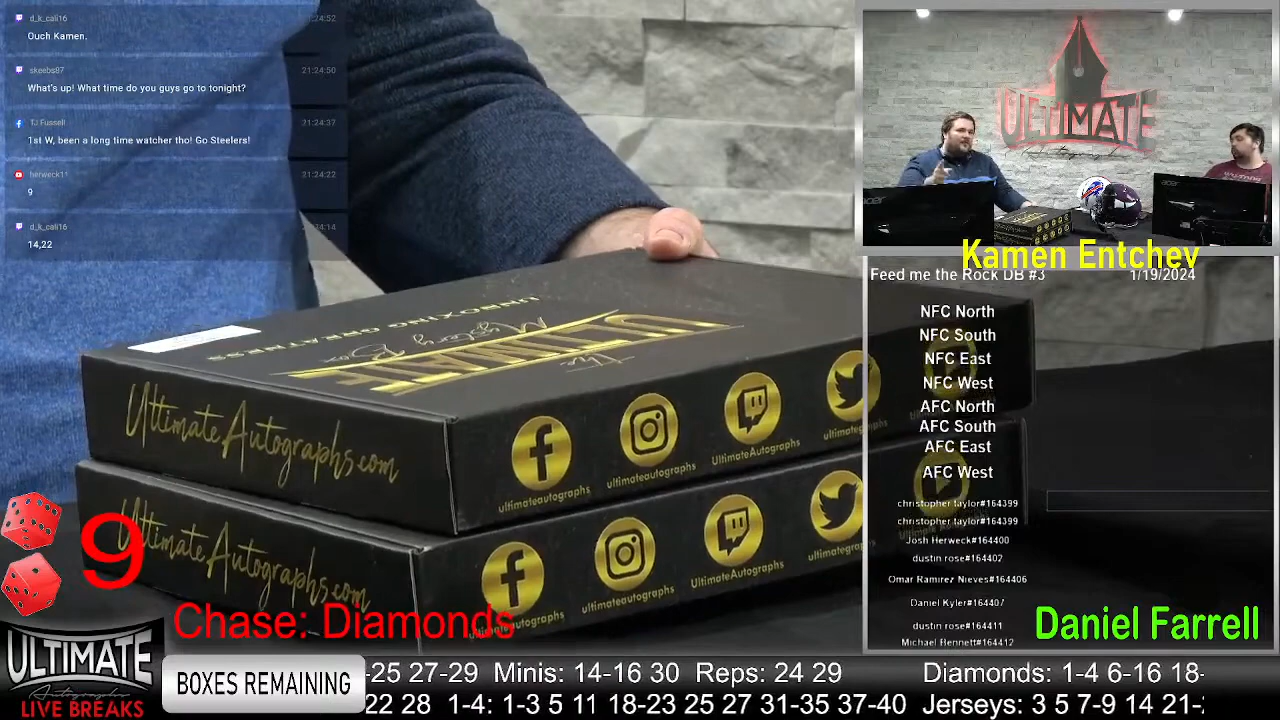 d_k_cali16
21:24:52
Ouch Kamen.
skeebs87
21:24:50
What's up! What time do you guys go to tonight?
TJ Fussell
21:24:37
1st W, been a long time watcher tho! Go Steelers!
herweck11
21:24:22
9
d_k_cali16
14,22
ULTIMATE
Kamen Entchev
Feed me the Rock DB #3 1/19/2024
NFC North
NFC South
NFC East
NFC West
AFC North
AFC South
AFC East
AFC West
christopher taylor#164399
christopher taylor#164399
Josh Herweck#164400
dustin rose#164402
Omar Ramirez Nieves#164406
Daniel Kyler#164407
dustin rose#164411
Michael Bennett#164412
Daniel Farrell
UNBOXING GREATNESS
The
ULTIMATE
Mystery Box
UltimateAutographs.com
ultimateautographs
ultimateautographs
UltimateAutographs
UltimateAutographs.com
ultimateautographs
UltimateAutographs
9
Chase: Diamonds
ULTIMATE
Autographs
LIVE BREAKS
BOXES REMAINING
-25 27-29 Minis: 14-16 30 Reps: 24 29 Diamonds: 1-4 6-16 18-
22 28 1-4: 1-3 5 11 18-23 25 27 31-35 37-40 Jerseys: 3 5 7-9 14 21-